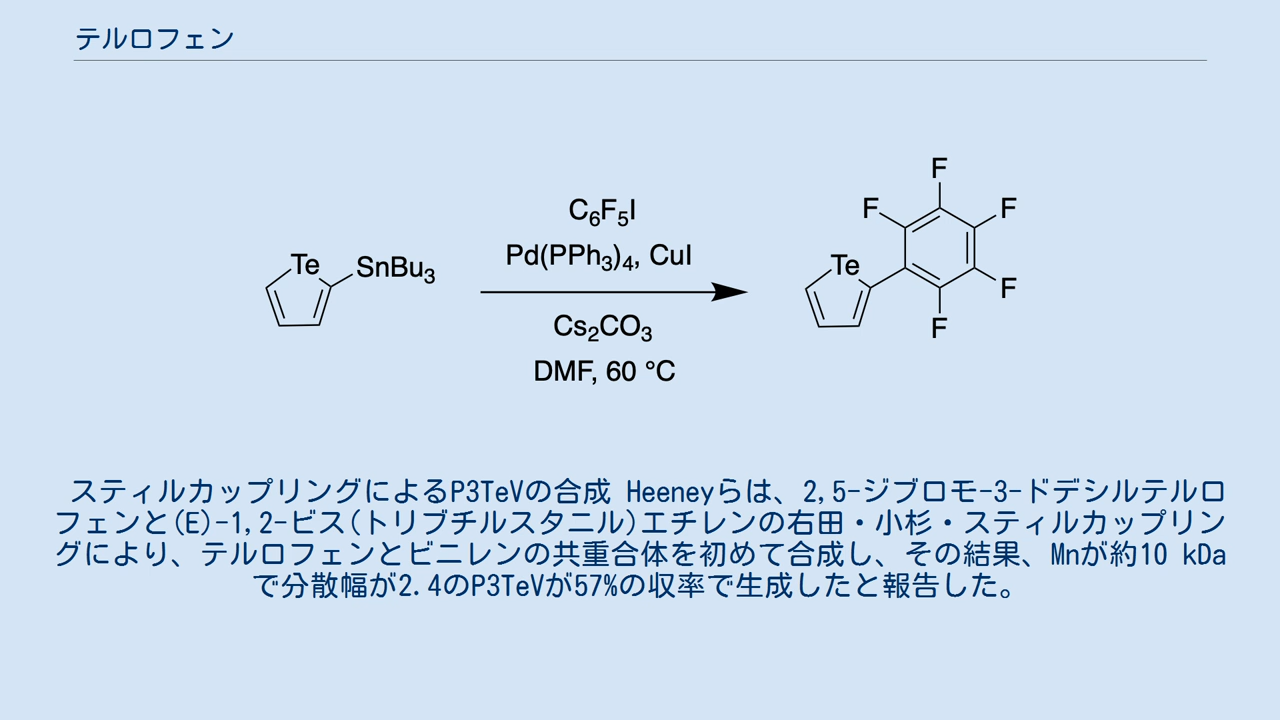 テルロフェン
C₆F₅I
Pd(PPh₃)₄, CuI
Te
SnBu₃
Cs₂CO₃
DMF, 60 °C
Te
F
F
F
F
F
スティルカップリングによるP3TeVの合成 Heeneyらは、2,5-ジブロモ-3-ドデシルテルロ
フェンと(E)-1,2-ビス(トリブチルスタニル)エチレンの右田・小杉・スティルカップリン
グにより、テルロフェンとビニレンの共重合体を初めて合成し、その結果、Mnが約10 kDa
で分散幅が2.4のP3TeVが57%の収率で生成したと報告した。